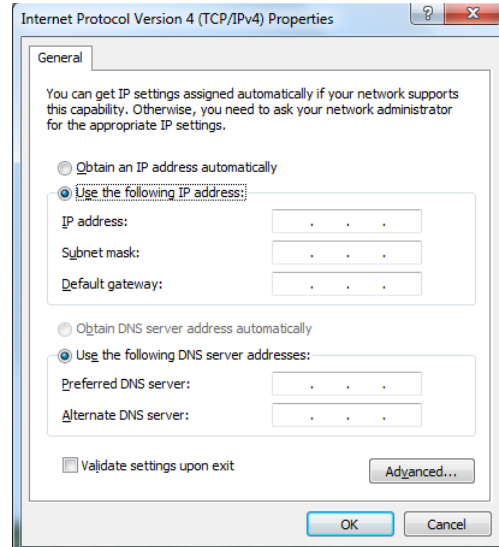 Internet Protocol Version 4 (TCP/IPv4) Properties
General
You can get IP settings assigned automatically if your network supports
this capability. Otherwise, you need to ask your network administrator
for the appropriate IP settings.
Obtain an IP address automatically
Use the following IP address:
IP address: . . .
Subnet mask: . . .
Default gateway: . . .
Obtain DNS server address automatically
Use the following DNS server addresses:
Preferred DNS server: . . .
Alternate DNS server: . . .
Validate settings upon exit
Advanced...
OK Cancel